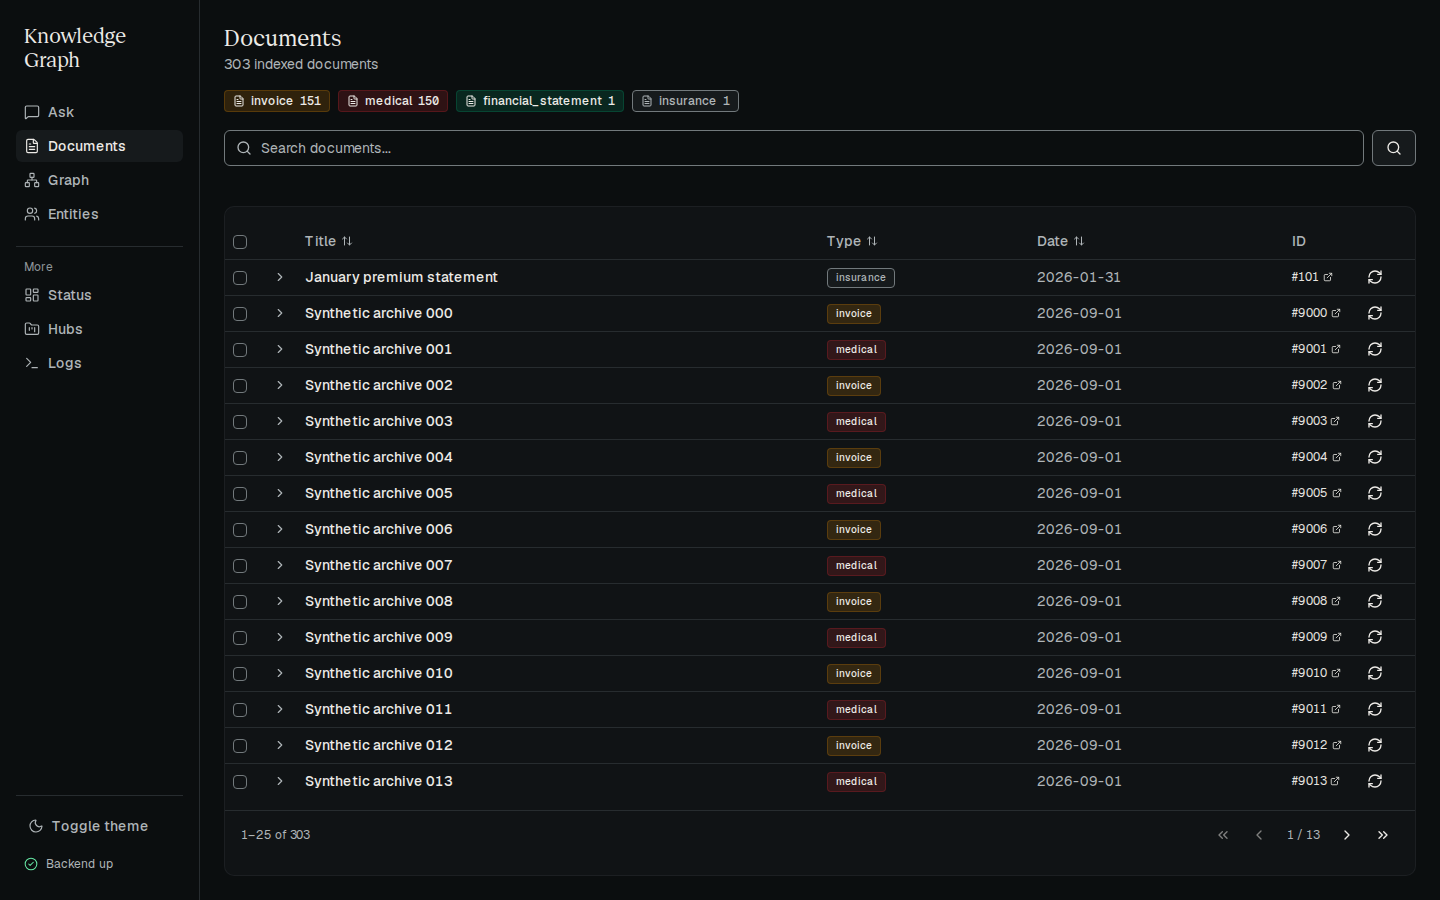 Knowledge
Graph
Ask
Documents
Graph
Entities
More
Status
Hubs
Logs
Toggle theme
Backend up
Documents
303 indexed documents
invoice 151
medical 150
financial_statement 1
insurance 1
Search documents...
Title Type Date ID
January premium statement insurance 2026-01-31 #101
Synthetic archive 000 invoice 2026-09-01 #9000
Synthetic archive 001 medical 2026-09-01 #9001
Synthetic archive 002 invoice 2026-09-01 #9002
Synthetic archive 003 medical 2026-09-01 #9003
Synthetic archive 004 invoice 2026-09-01 #9004
Synthetic archive 005 medical 2026-09-01 #9005
Synthetic archive 006 invoice 2026-09-01 #9006
Synthetic archive 007 medical 2026-09-01 #9007
Synthetic archive 008 invoice 2026-09-01 #9008
Synthetic archive 009 medical 2026-09-01 #9009
Synthetic archive 010 invoice 2026-09-01 #9010
Synthetic archive 011 medical 2026-09-01 #9011
Synthetic archive 012 invoice 2026-09-01 #9012
Synthetic archive 013 medical 2026-09-01 #9013
1–25 of 303
1 / 13